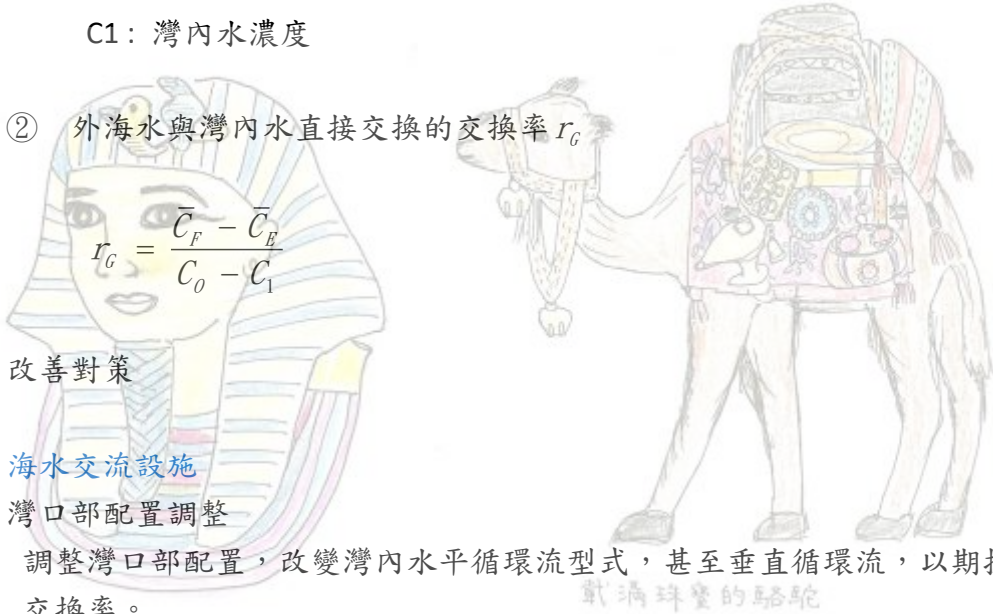 C1：灣內水濃度
② 外海水與灣內水直接交換的交換率 r_G
r_G = \frac{\overline{C}_F - \overline{C}_E}{C_O - C_1}
改善對策
海水交流設施
灣口部配置調整
調整灣口部配置，改變灣內水平循環流型式，甚至垂直循環流，以期
交換率。
戴滿珠寶的駱駝